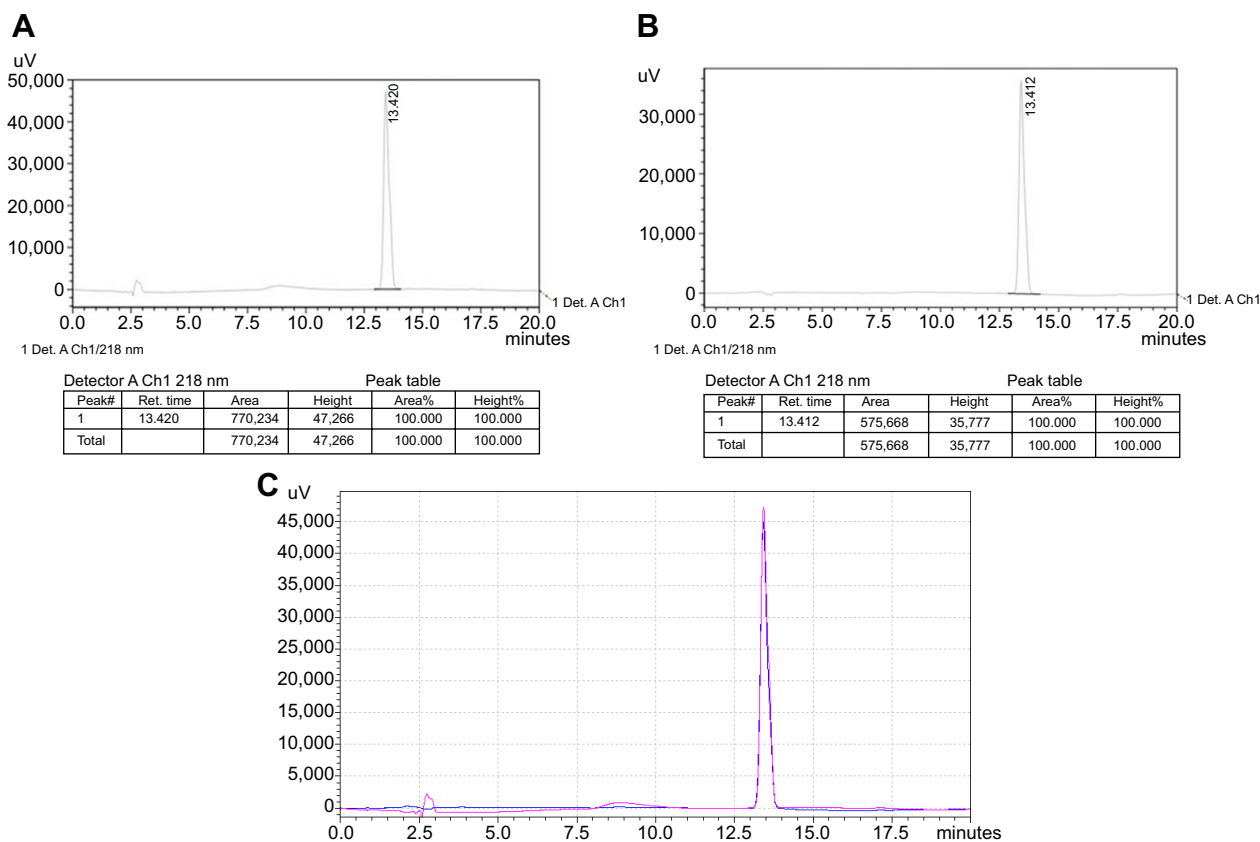 A
uV
50,000
40,000
30,000
20,000
10,000
0
13.420
1 Det. A Ch1
0.0 2.5 5.0 7.5 10.0 12.5 15.0 17.5 20.0
minutes
1 Det. A Ch1/218 nm
Detector A Ch1 218 nm Peak table
Peak# Ret. time Area Height Area% Height%
1 13.420 770,234 47,266 100.000 100.000
Total 770,234 47,266 100.000 100.000
B
uV
30,000
20,000
10,000
0
13.412
1 Det. A Ch1
0.0 2.5 5.0 7.5 10.0 12.5 15.0 17.5 20.0
minutes
1 Det. A Ch1/218 nm
Detector A Ch1 218 nm Peak table
Peak# Ret. time Area Height Area% Height%
1 13.412 575,668 35,777 100.000 100.000
Total 575,668 35,777 100.000 100.000
C
uV
45,000
40,000
35,000
30,000
25,000
20,000
15,000
10,000
5,000
0
0.0 2.5 5.0 7.5 10.0 12.5 15.0 17.5 minutes